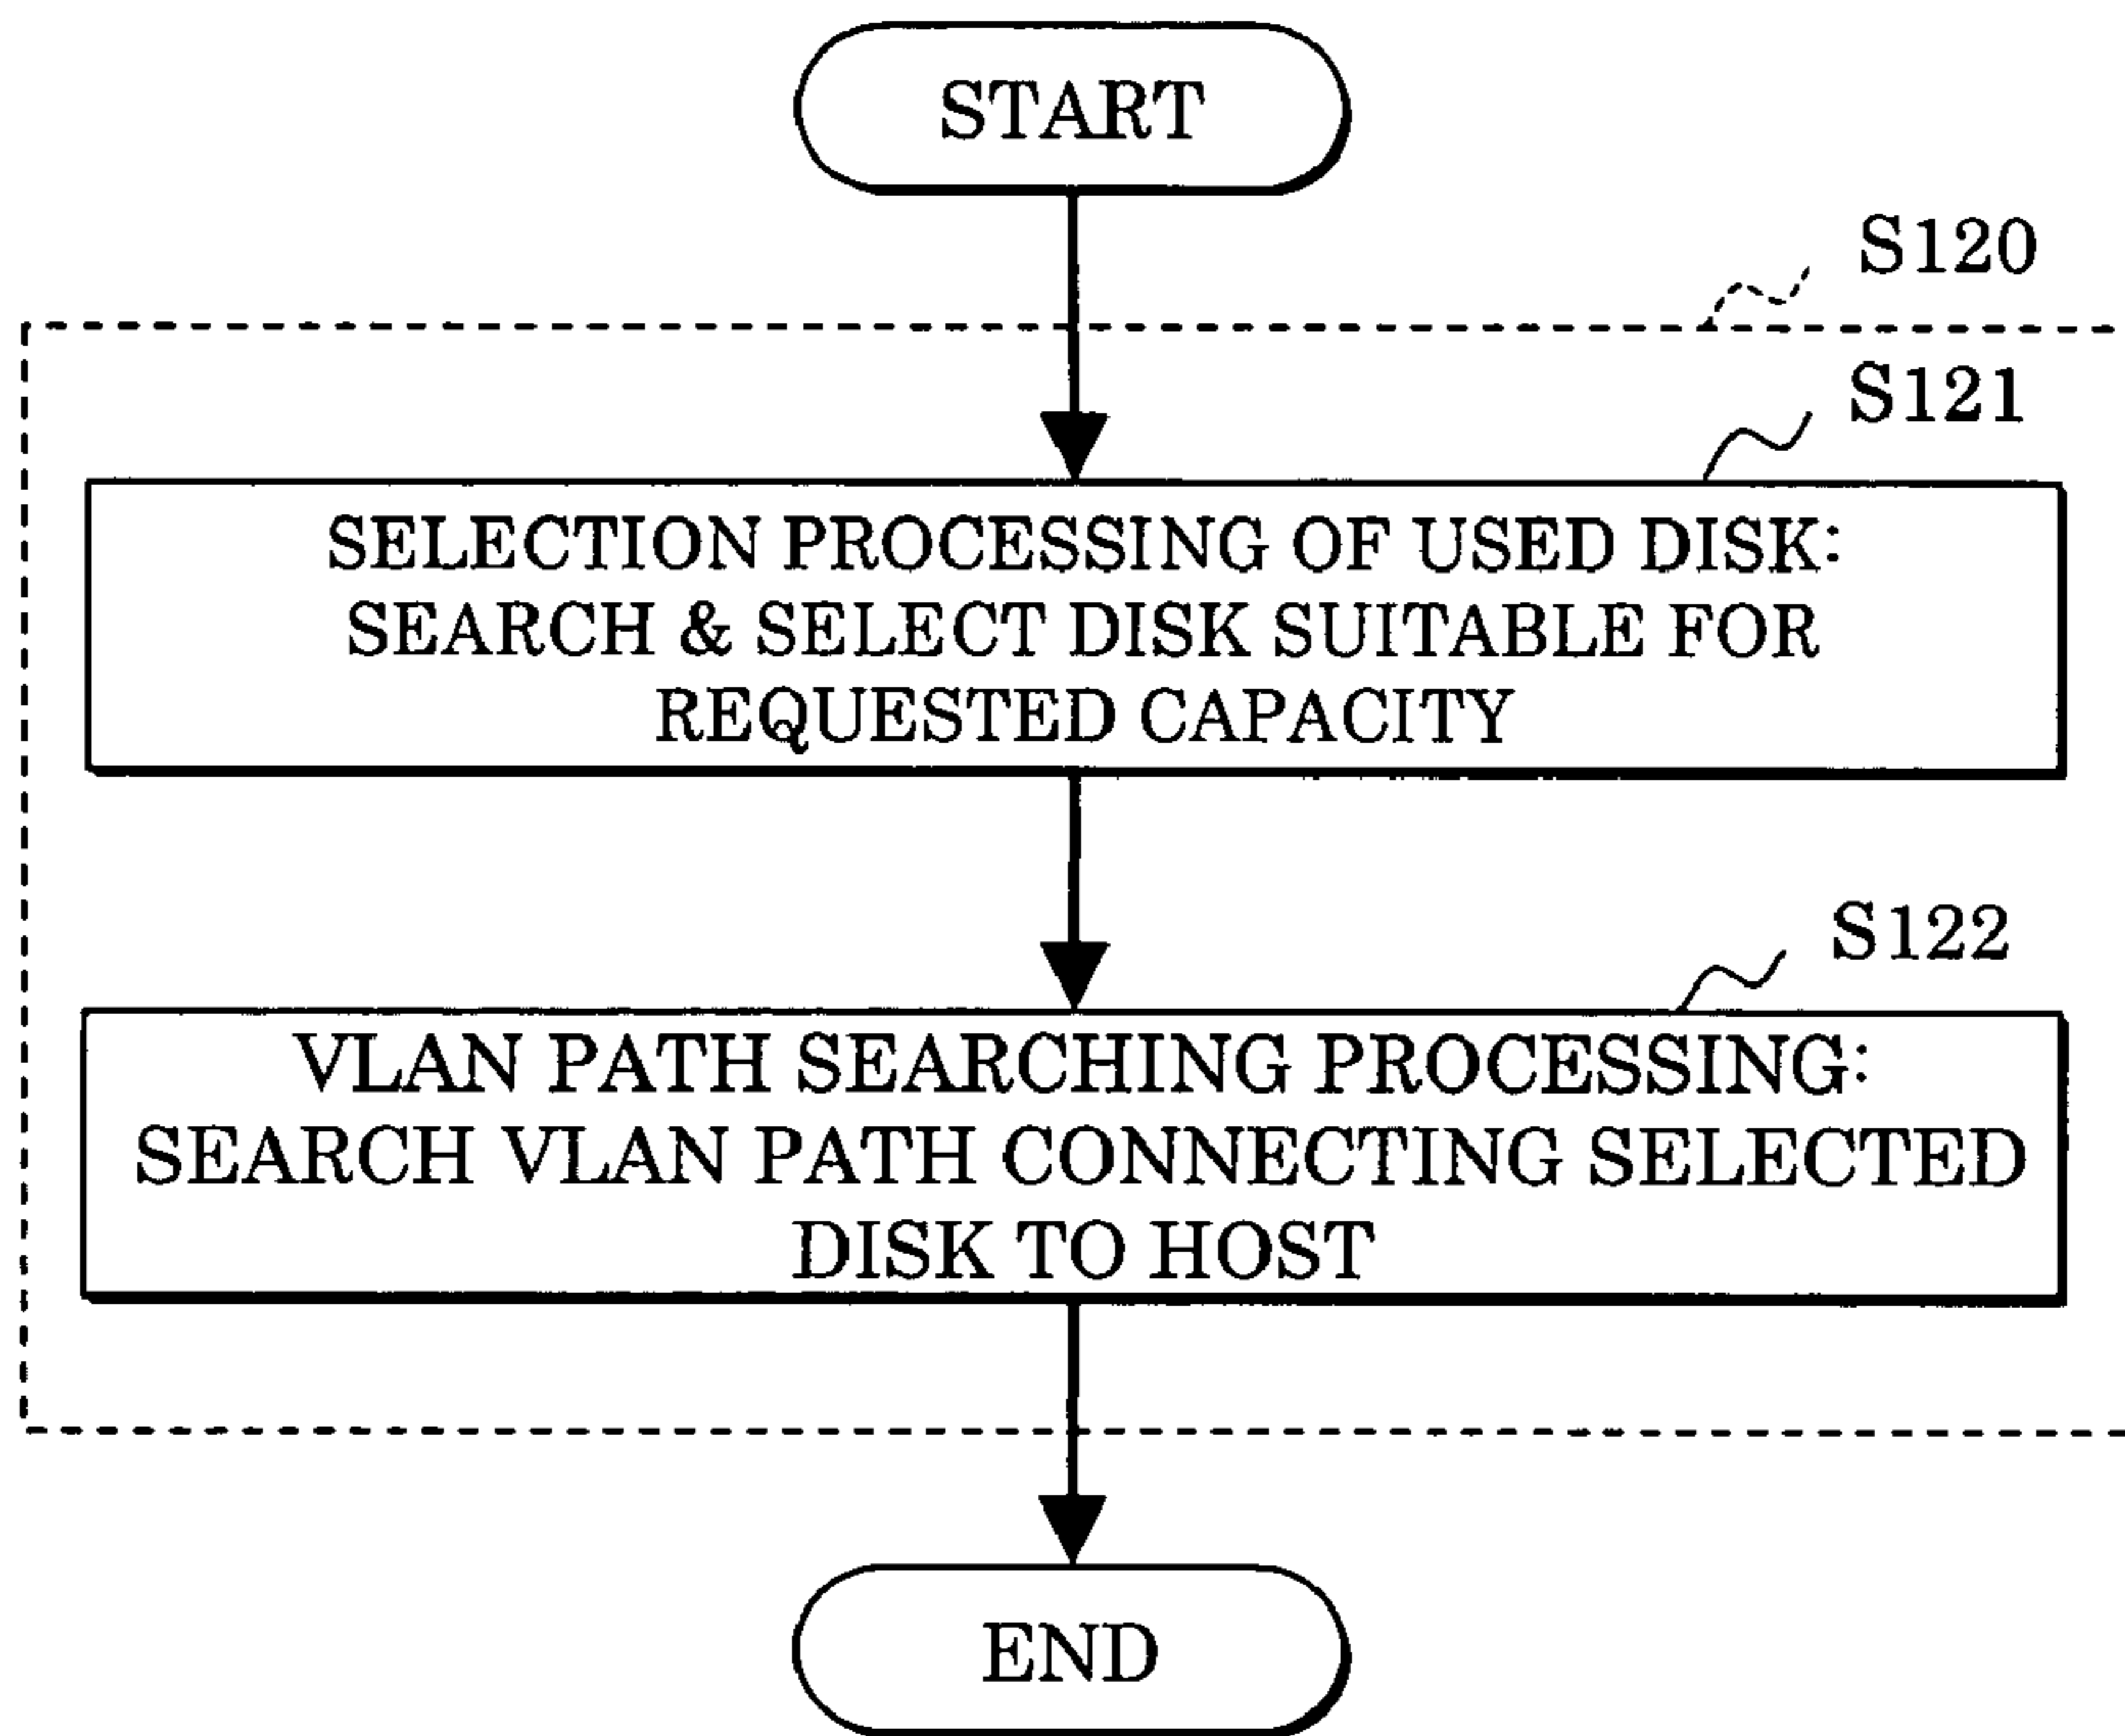 START
S120
S121
SELECTION PROCESSING OF USED DISK:
SEARCH & SELECT DISK SUITABLE FOR
REQUESTED CAPACITY
S122
VLAN PATH SEARCHING PROCESSING:
SEARCH VLAN PATH CONNECTING SELECTED
DISK TO HOST
END